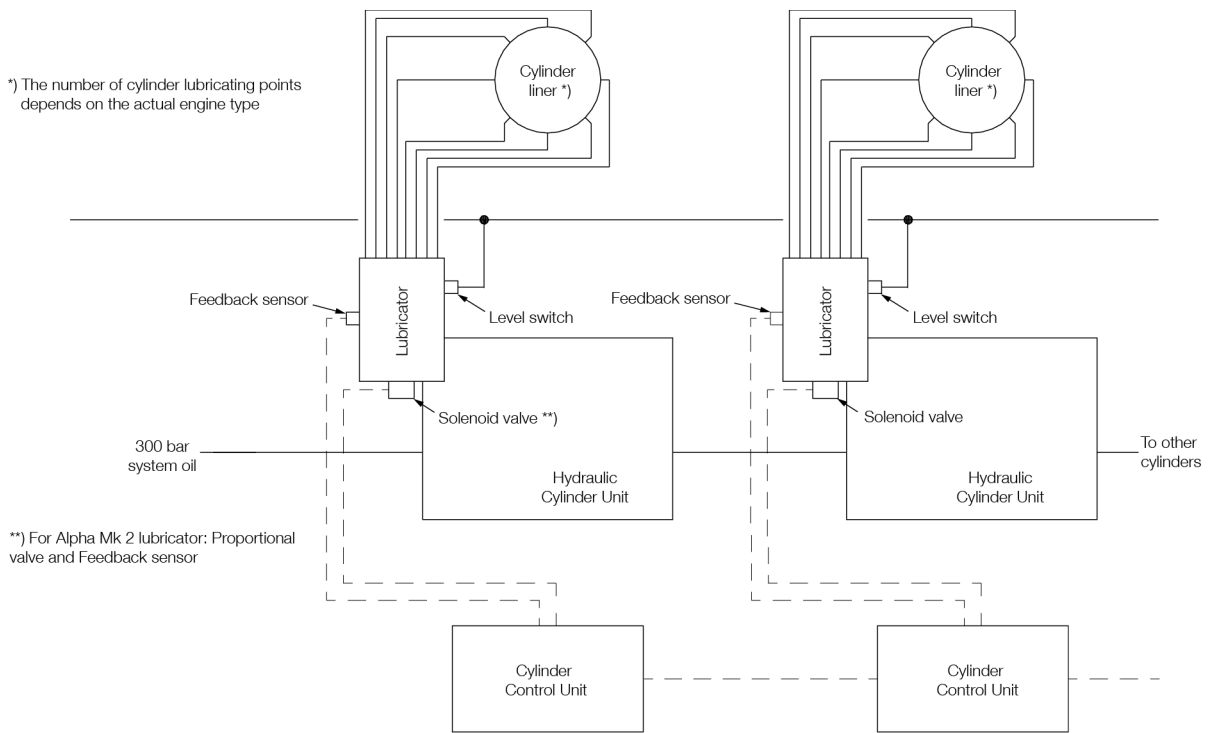 Cylinder
liner *)
Cylinder
liner *)
*) The number of cylinder lubricating points
depends on the actual engine type
Feedback sensor
Lubricator
Level switch
Feedback sensor
Lubricator
Level switch
Solenoid valve **)
Solenoid valve
300 bar
system oil
To other
cylinders
Hydraulic
Cylinder Unit
Hydraulic
Cylinder Unit
**) For Alpha Mk 2 lubricator: Proportional
valve and Feedback sensor
Cylinder
Control Unit
Cylinder
Control Unit